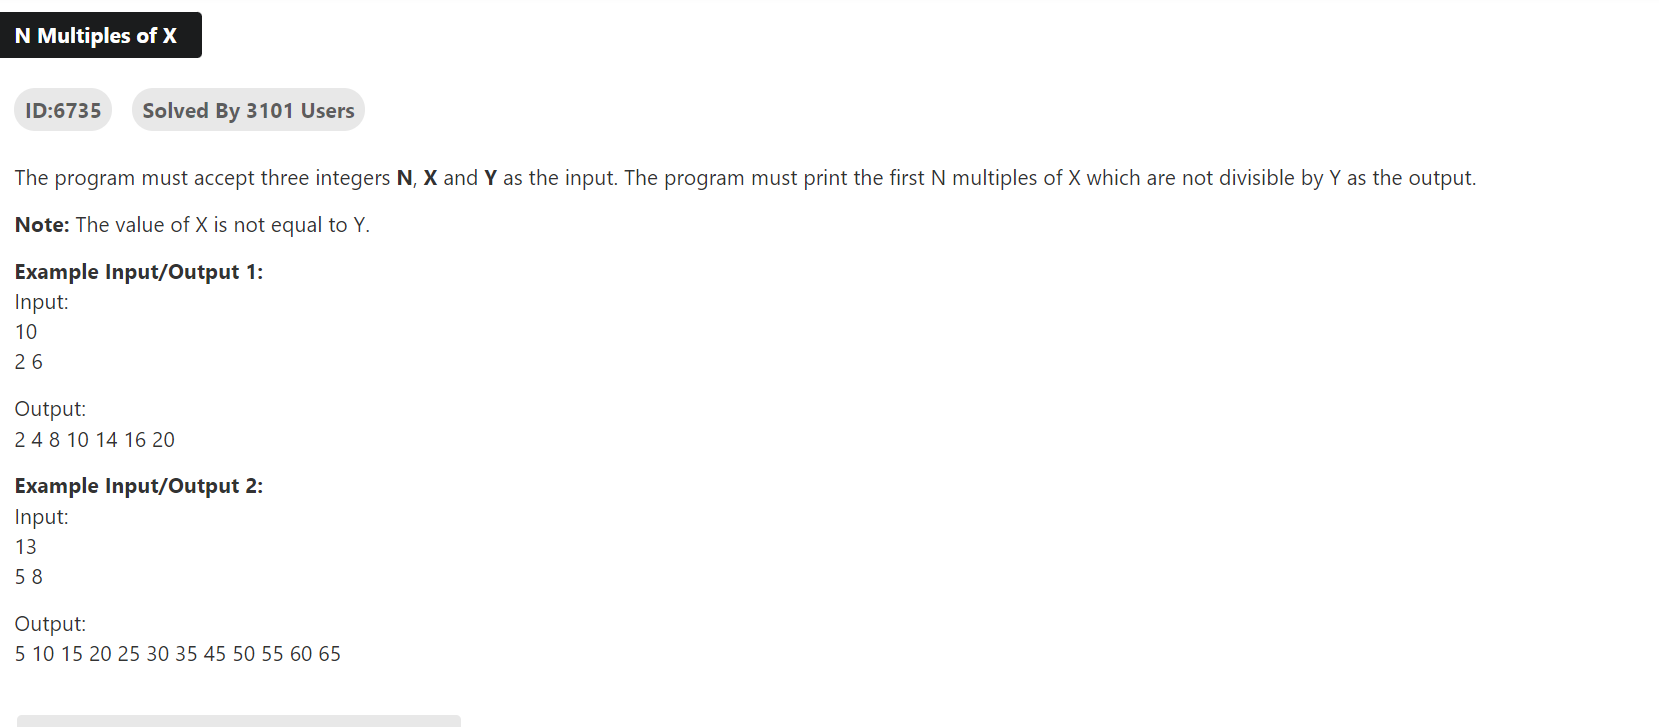 N Multiples of X
ID:6735 Solved By 3101 Users
The program must accept three integers N, X and Y as the input. The program must print the first N multiples of X which are not divisible by Y as the output.
Note: The value of X is not equal to Y.
Example Input/Output 1:
Input:
10
2 6
Output:
2 4 8 10 14 16 20
Example Input/Output 2:
Input:
13
5 8
Output:
5 10 15 20 25 30 35 45 50 55 60 65